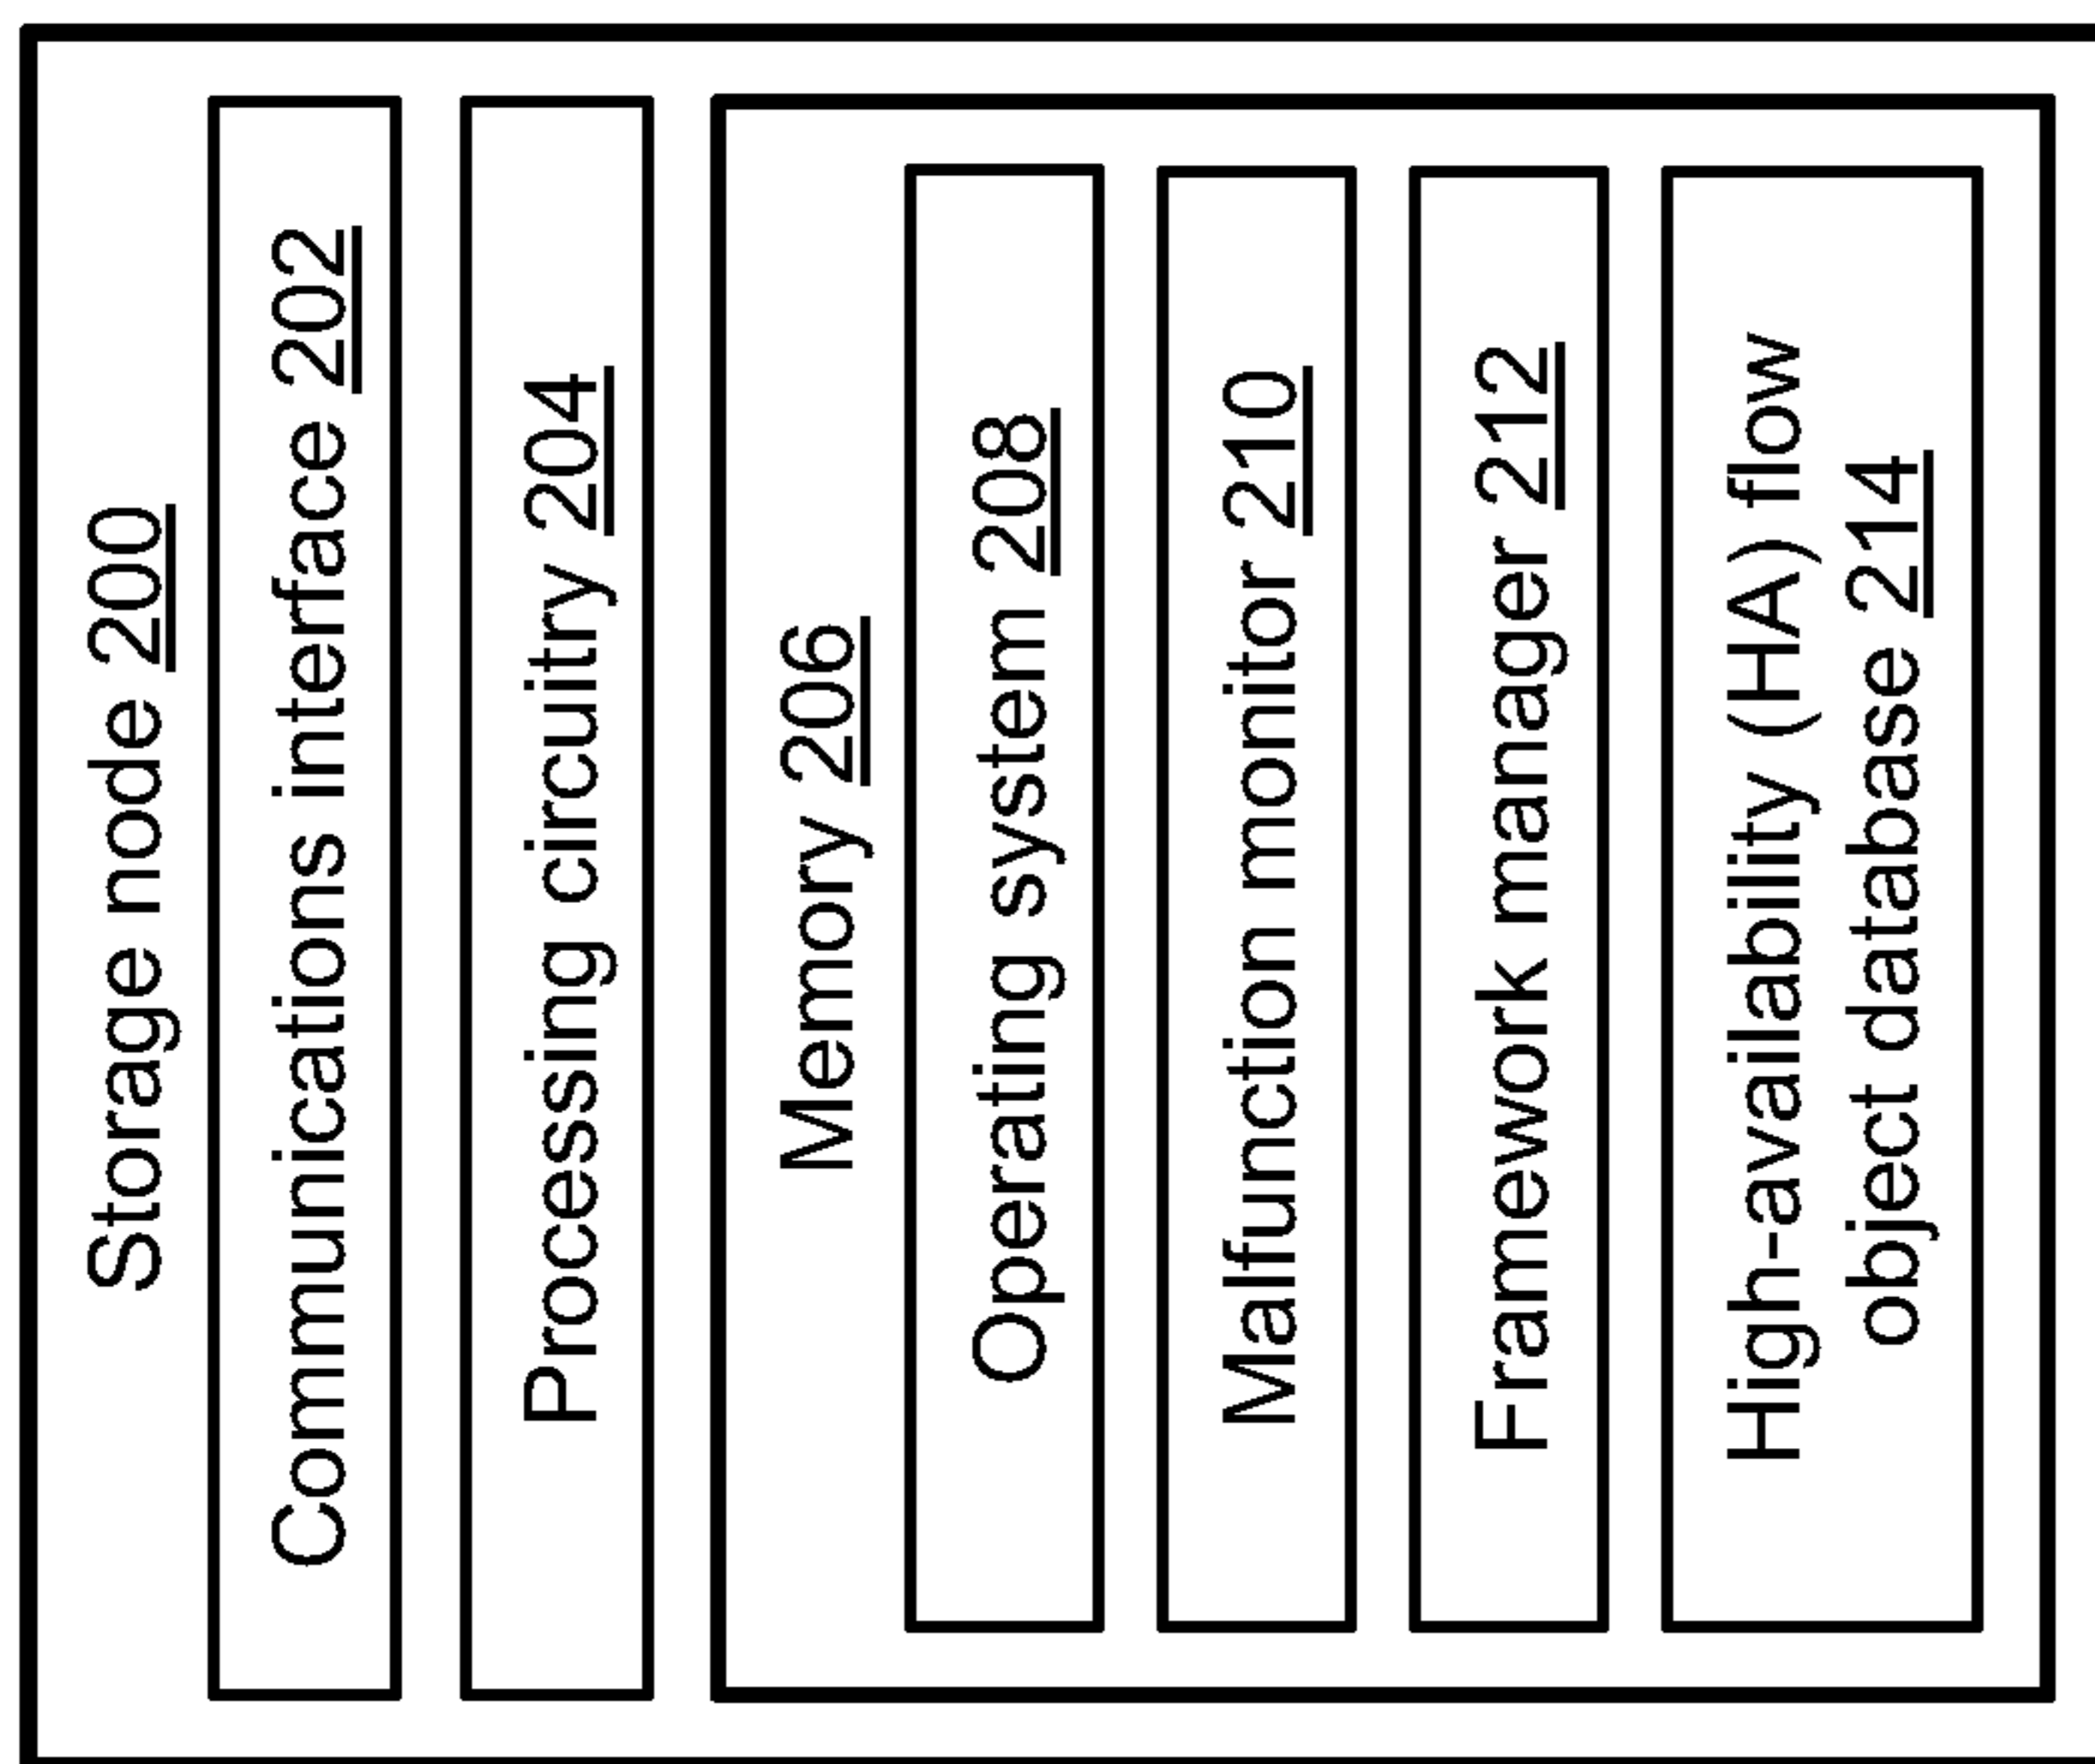 Storage node 200
Communications interface 202
Processing circuitry 204
Memory 206
Operating system 208
Malfunction monitor 210
Framework manager 212
High-availability (HA) flow
object database 214